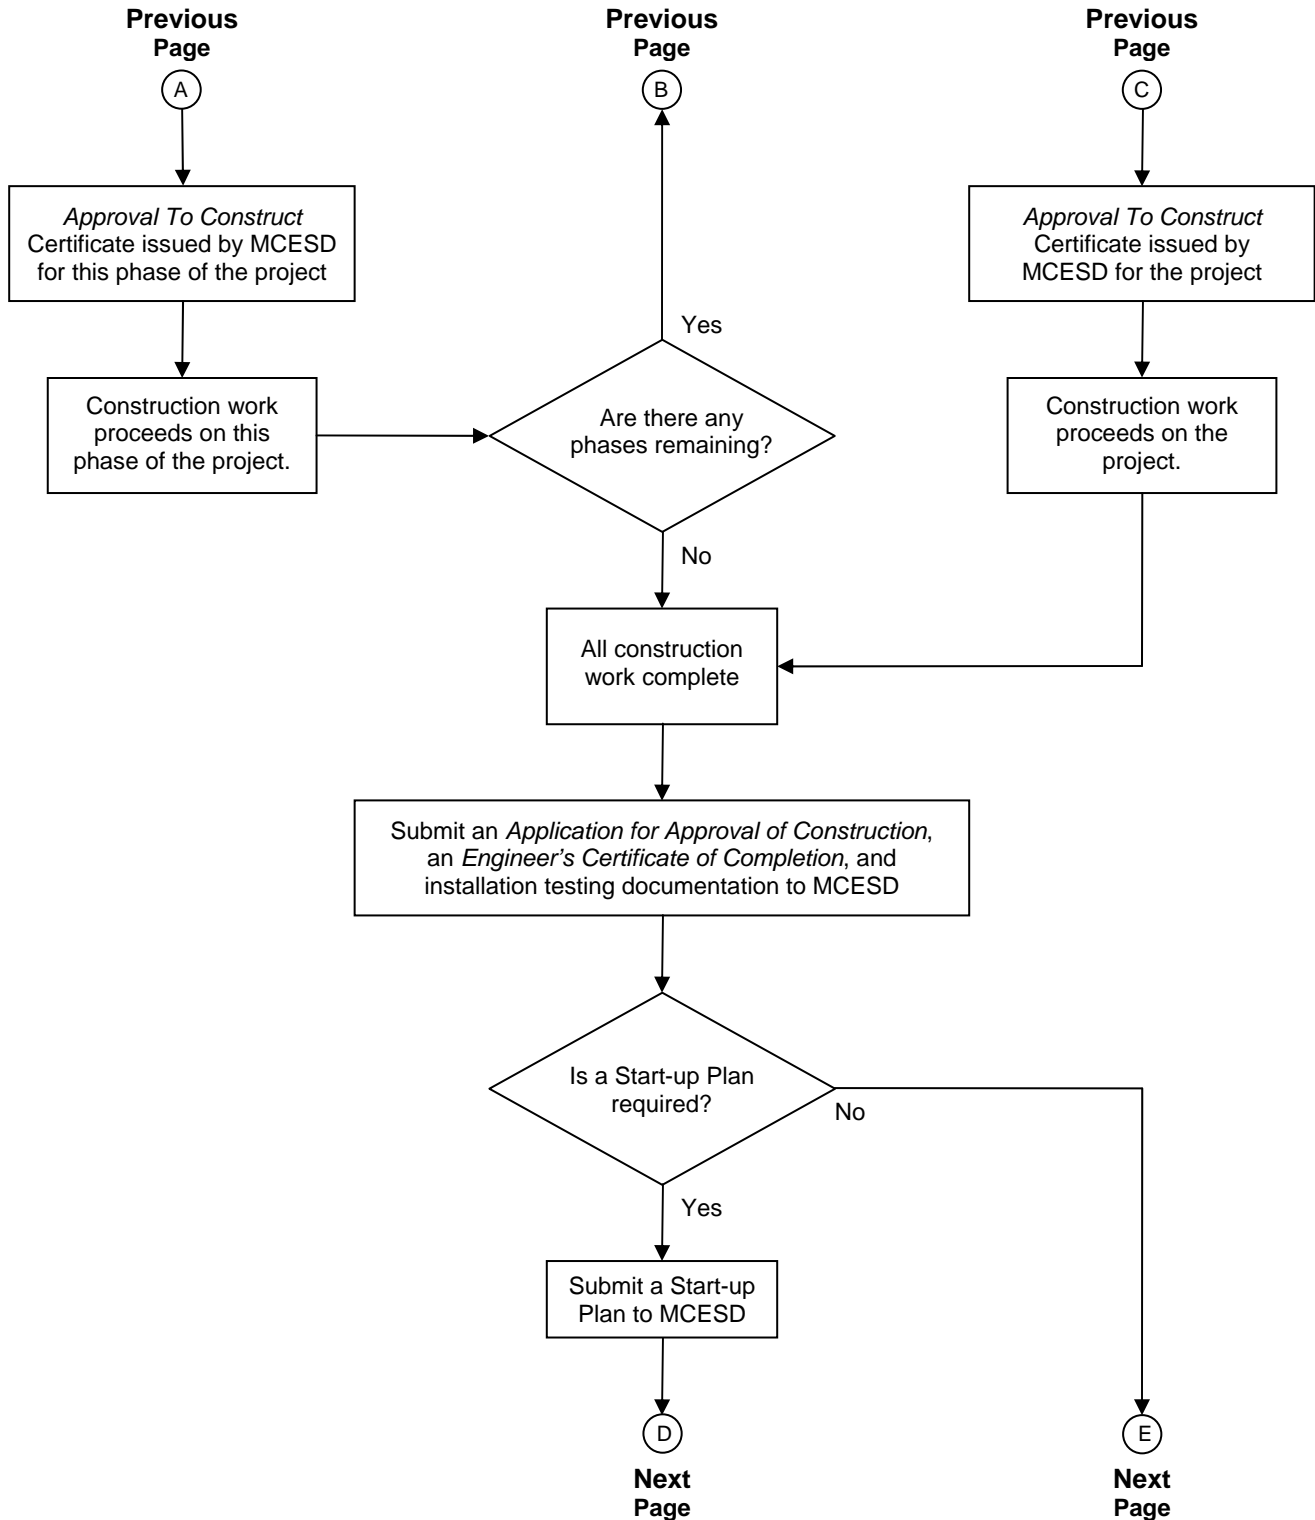 Previous
Page
A
Previous
Page
B
Previous
Page
C
Approval To Construct
Certificate issued by MCESD
for this phase of the project
Approval To Construct
Certificate issued by
MCESD for the project
Yes
Construction work
proceeds on this
phase of the project.
Are there any
phases remaining?
Construction work
proceeds on the
project.
No
All construction
work complete
Submit an Application for Approval of Construction,
an Engineer’s Certificate of Completion, and
installation testing documentation to MCESD
Is a Start-up Plan
required?
No
Yes
Submit a Start-up
Plan to MCESD
D
Next
Page
E
Next
Page